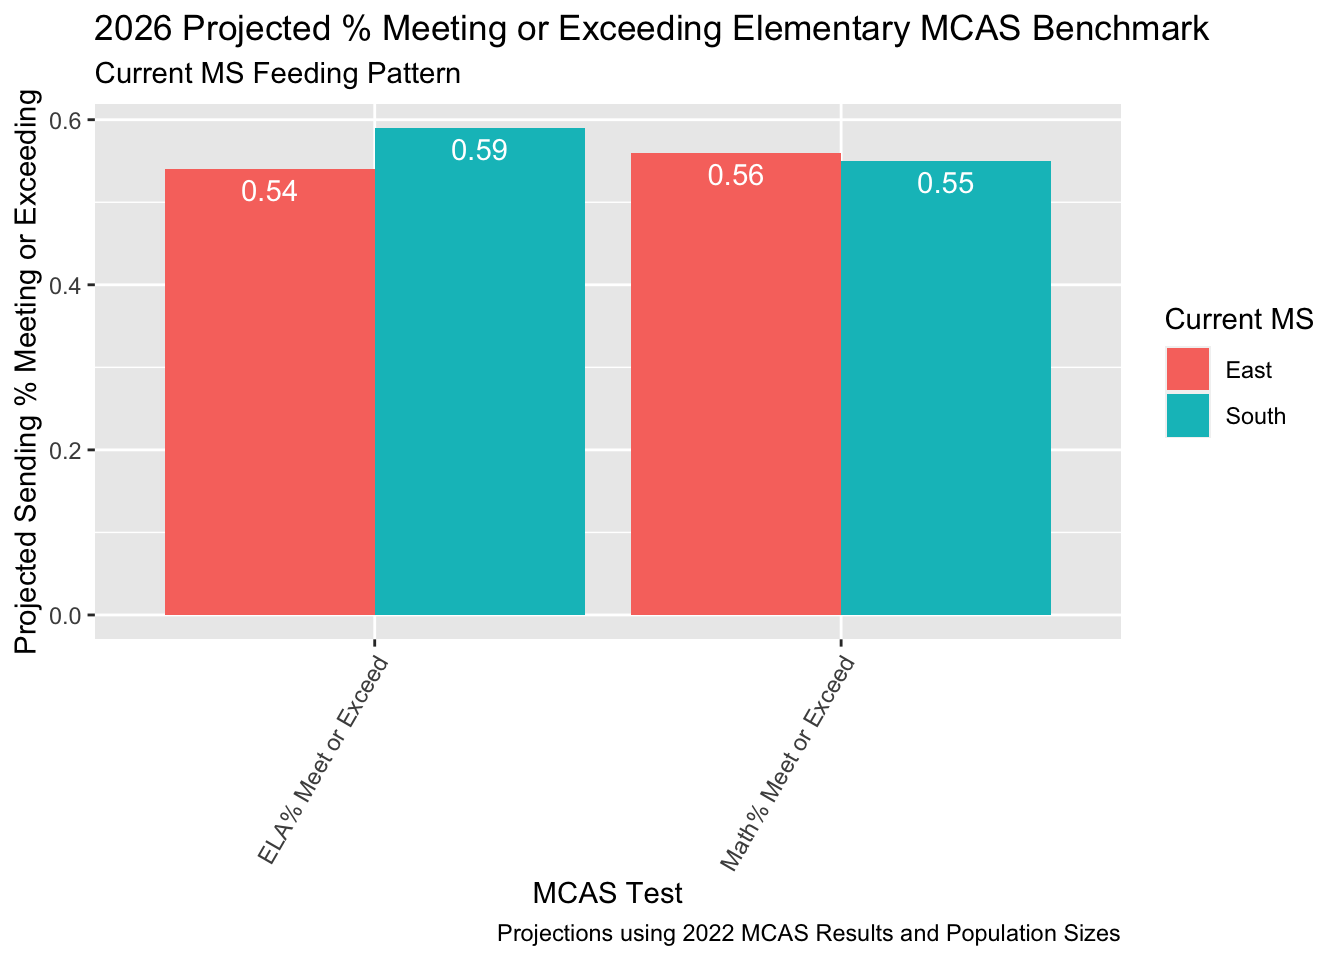 2026 Projected % Meeting or Exceeding Elementary MCAS Benchmark
Current MS Feeding Pattern
Projected Sending % Meeting or Exceeding
0.6
0.4
0.2
0.0
0.54
0.59
0.56
0.55
ELA% Meet or Exceed
Math% Meet or Exceed
MCAS Test
Current MS
East
South
Projections using 2022 MCAS Results and Population Sizes